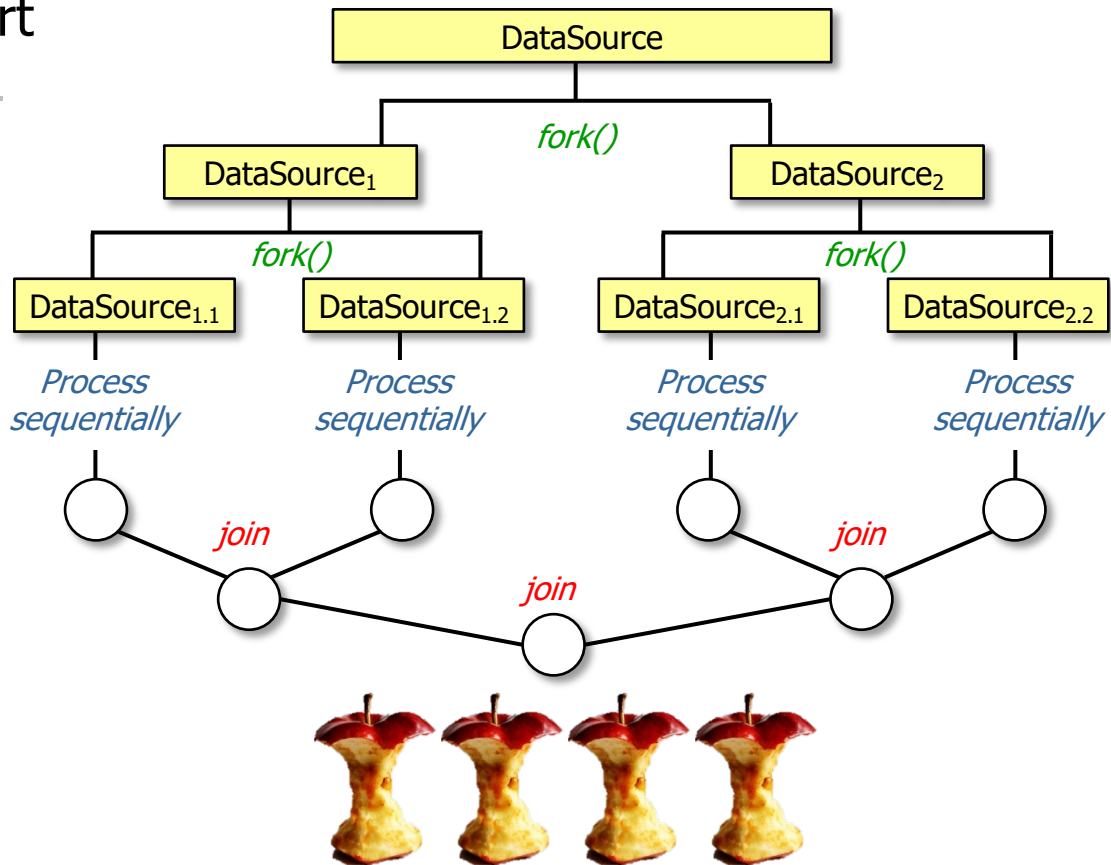 rt
DataSource
fork()
DataSource₁ DataSource₂
fork() fork()
DataSource₁.₁ DataSource₁.₂ DataSource₂.₁ DataSource₂.₂
Process Process Process Process
sequentially sequentially sequentially sequentially
join join
join